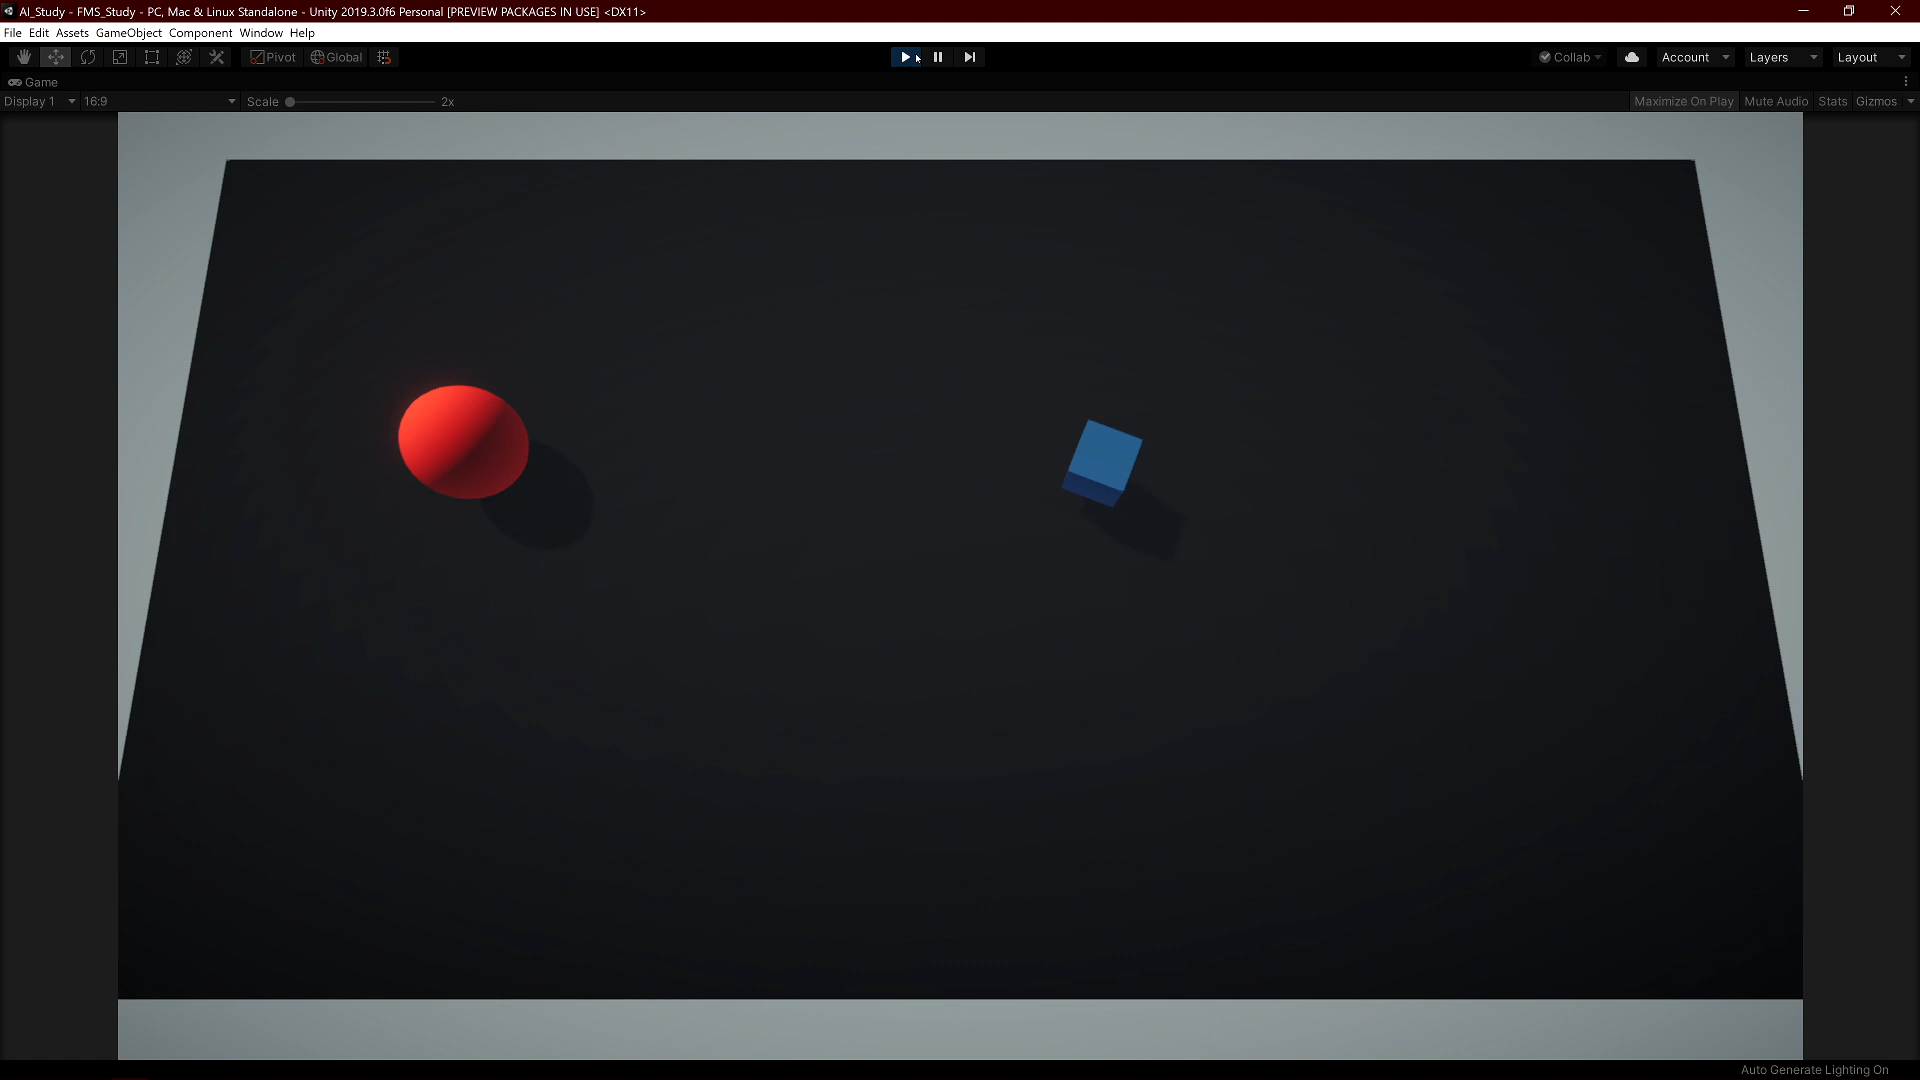 AI_Study - FMS_Study - PC, Mac & Linux Standalone - Unity 2019.3.0f6 Personal [PREVIEW PACKAGES IN USE] <DX11>
File Edit Assets GameObject Component Window Help
Pivot Global Collab Account Layers Layout
Game
Display 1 16:9 Scale 2x Maximize On Play Mute Audio Stats Gizmos
Auto Generate Lighting On